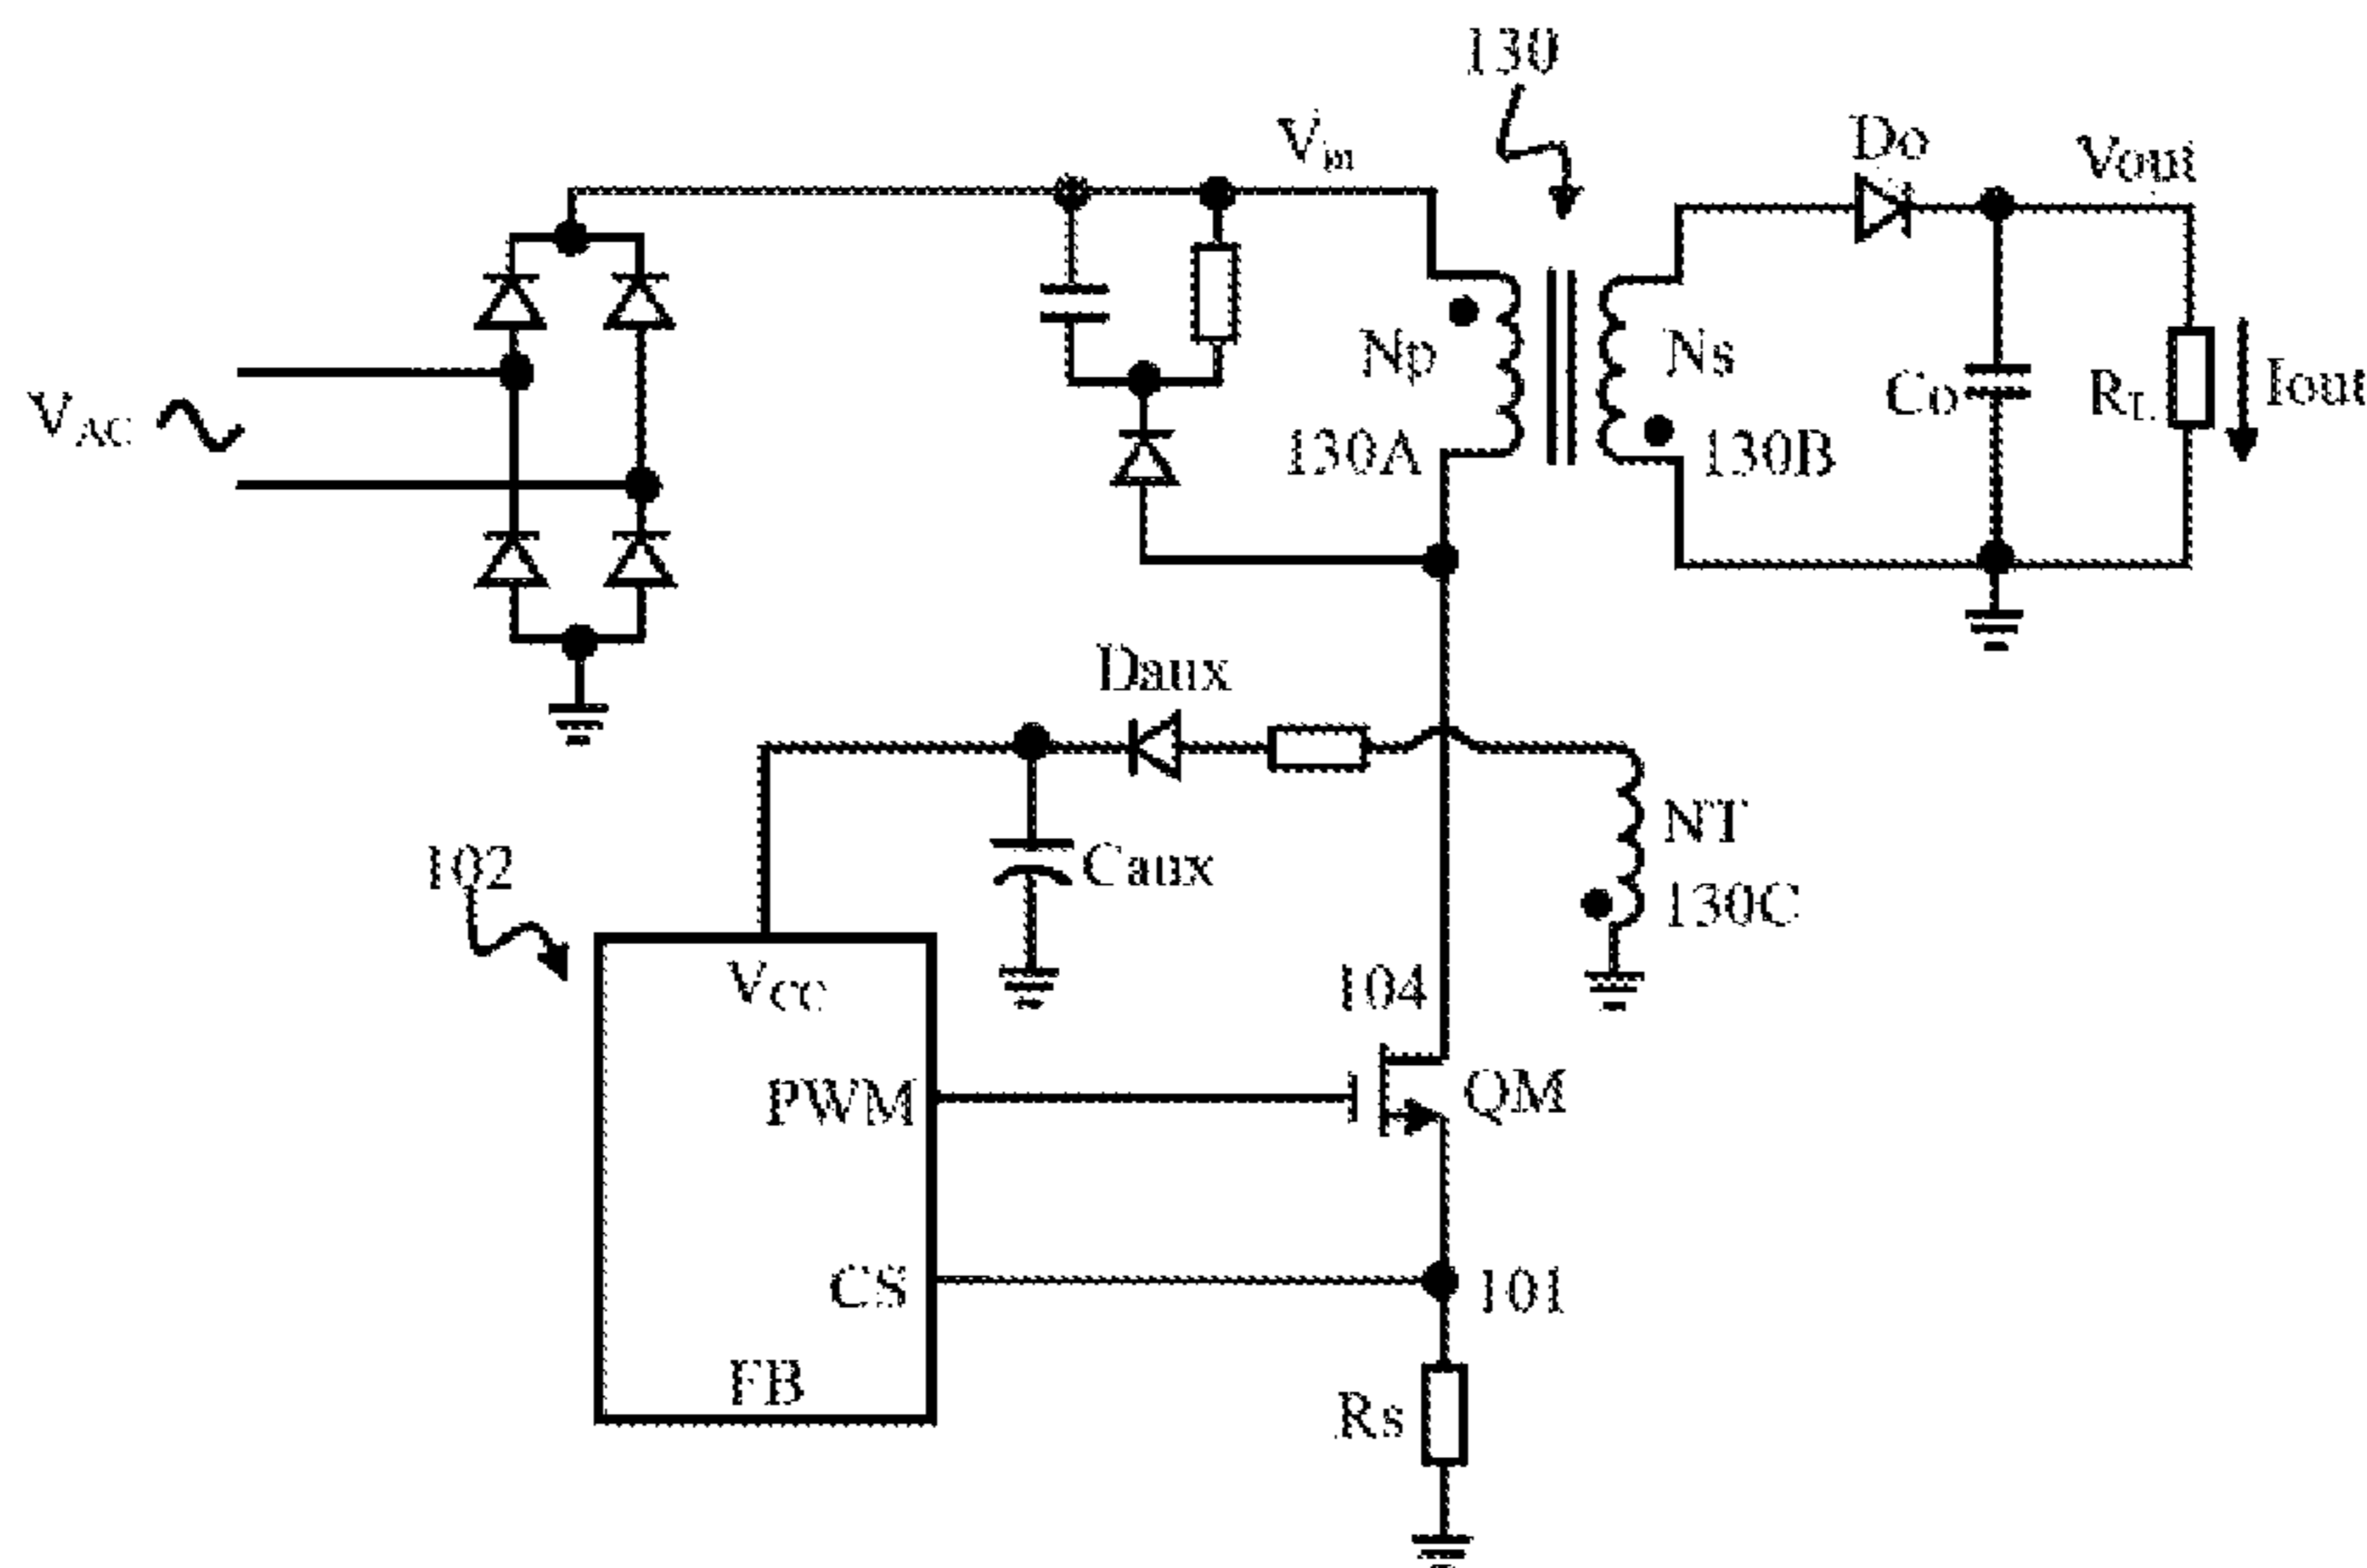 130
Vin
Do
Vout
Np
Ns
Co
RL
Iout
VAC
130A
130B
Daux
NT
102
Caux
130C
VCC
104
PWM
QM
CS
101
FB
Rs